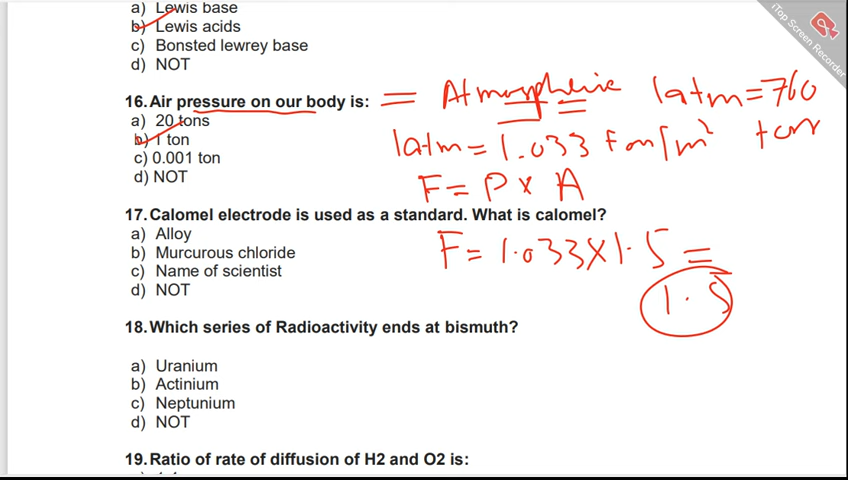 a) Lewis base
b) Lewis acids
c) Bonsted lewrey base
d) NOT
iTop Screen Recorder
16. Air pressure on our body is:
= Atmospheric 1atm = 760
torr
a) 20 tons
b) 1 ton
c) 0.001 ton
d) NOT
1atm = 1.033 Ton/m²
F = P x A
17. Calomel electrode is used as a standard. What is calomel?
a) Alloy
b) Murcurous chloride
c) Name of scientist
d) NOT
F = 1.033 x 1.5 =
1.5
18. Which series of Radioactivity ends at bismuth?
a) Uranium
b) Actinium
c) Neptunium
d) NOT
19. Ratio of rate of diffusion of H2 and O2 is: